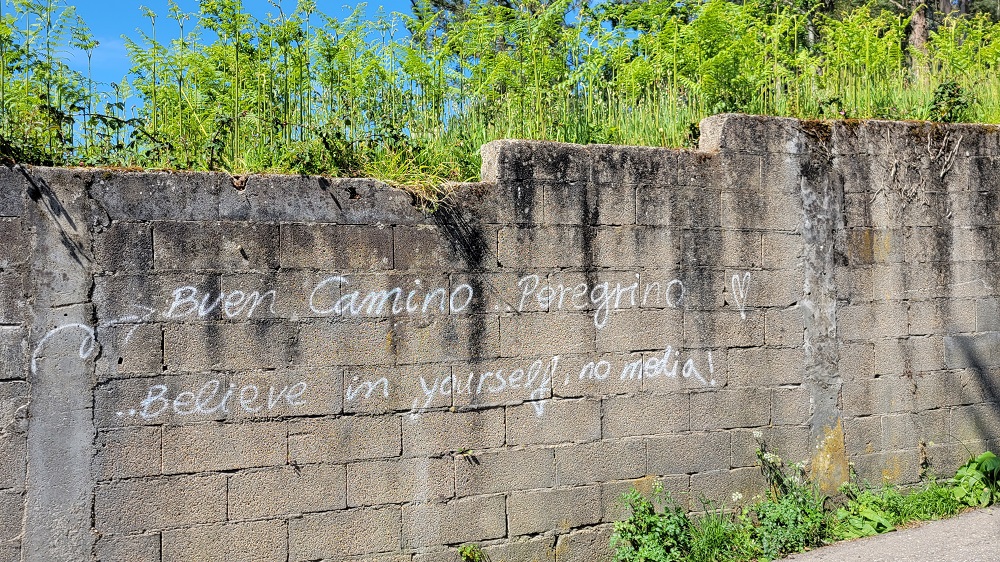 Buen Camino.. Peregrino ♡
..Believe in yourself, no media!